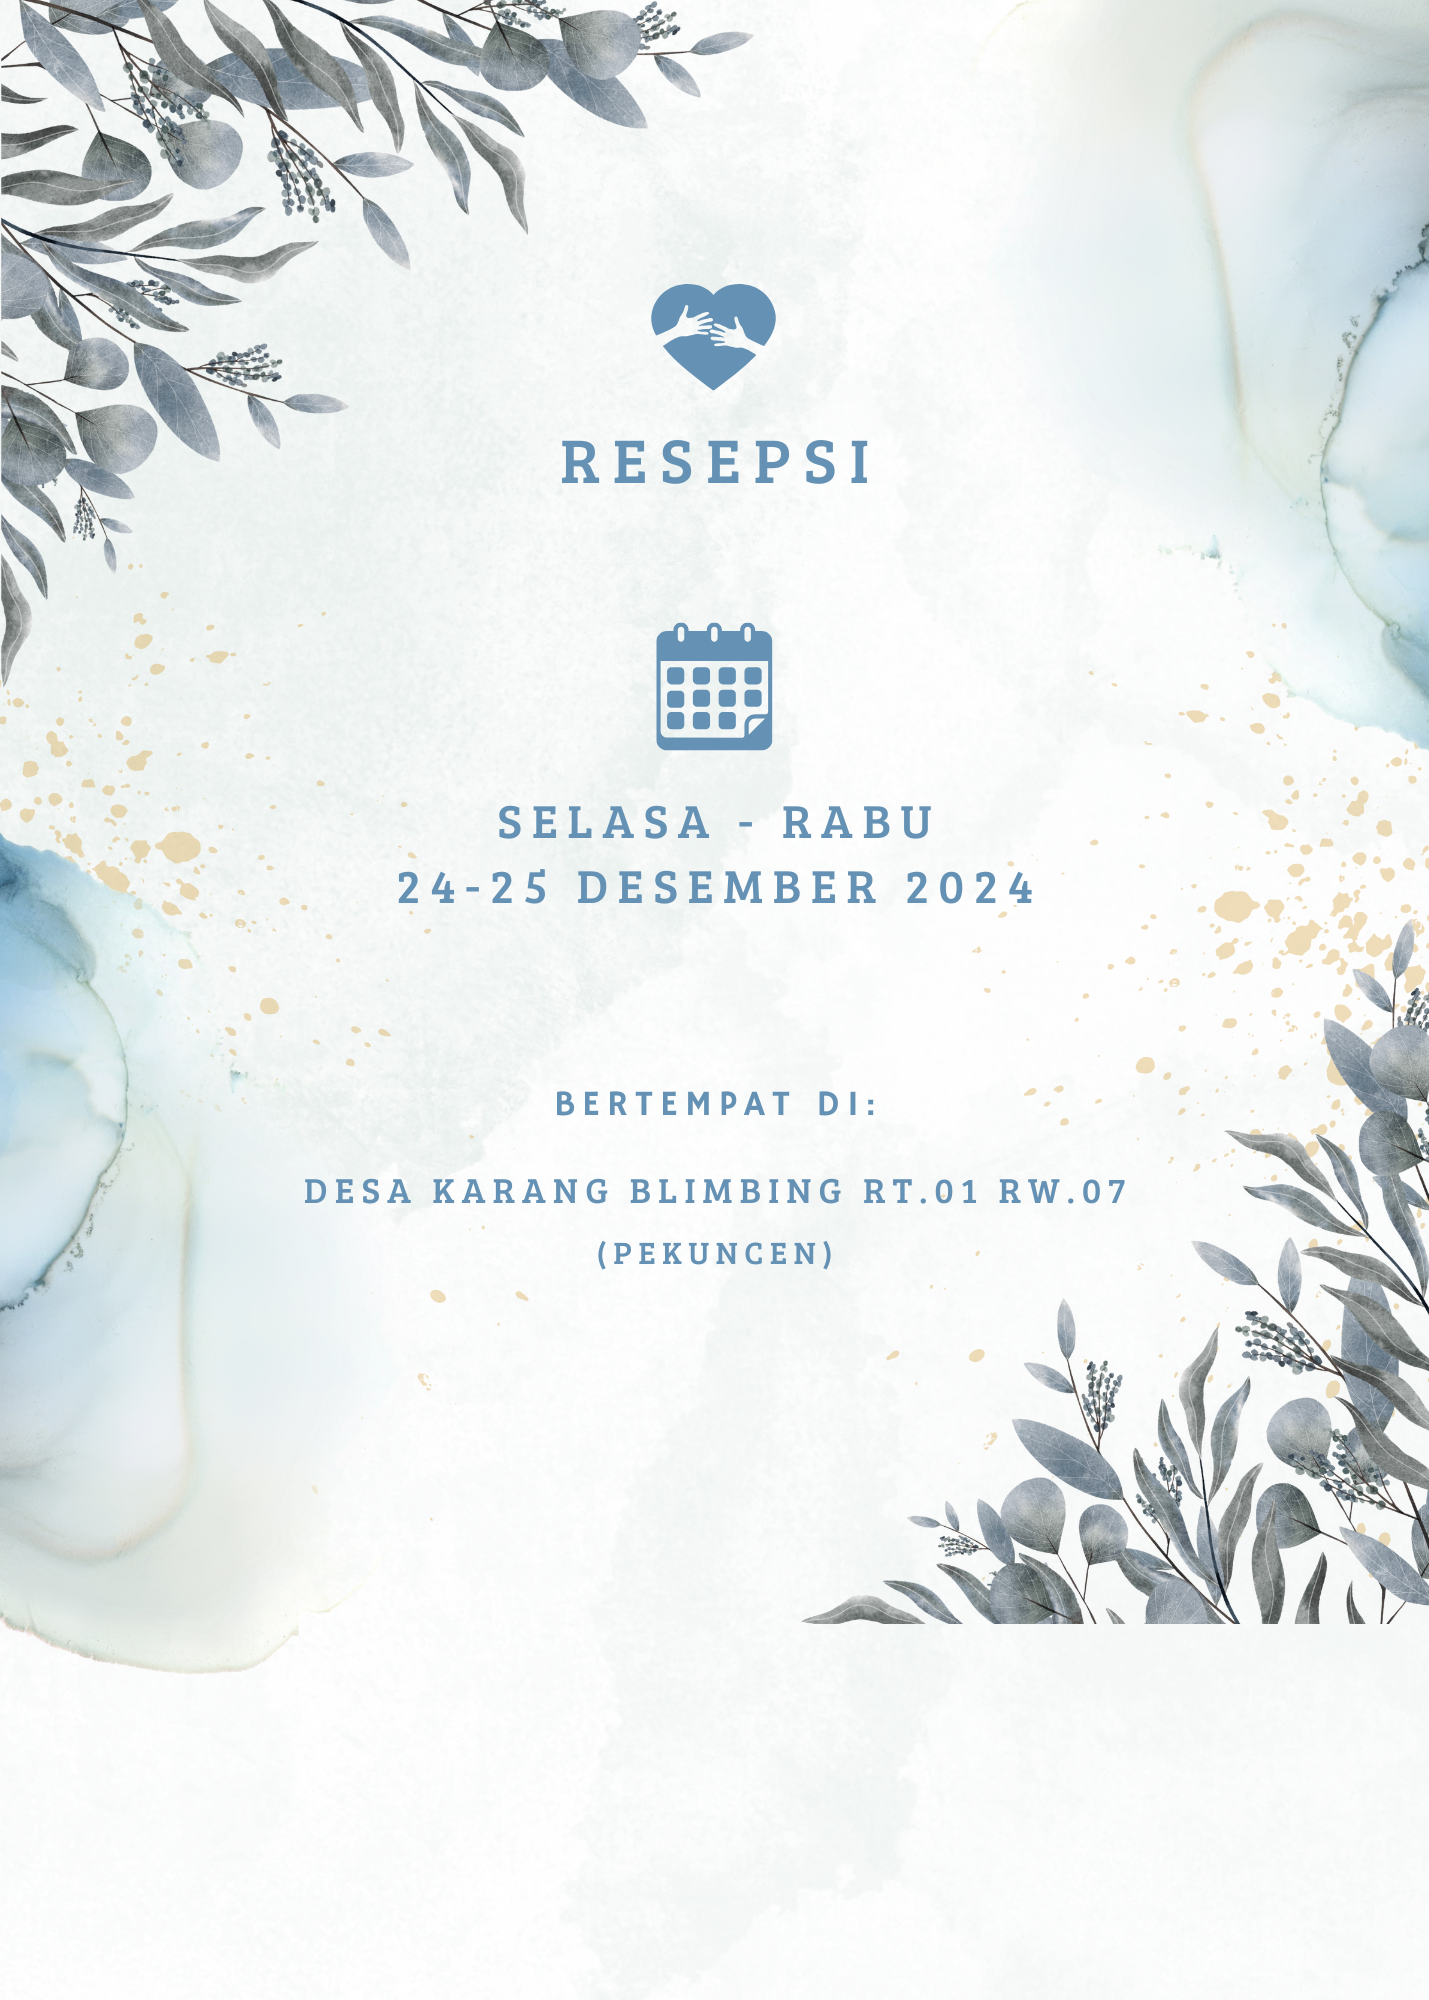 RESEPSI
SELASA - RABU
24-25 DESEMBER 2024
BERTEMPAT DI:
DESA KARANG BLIMBING RT.01 RW.07
(PEKUNCEN)